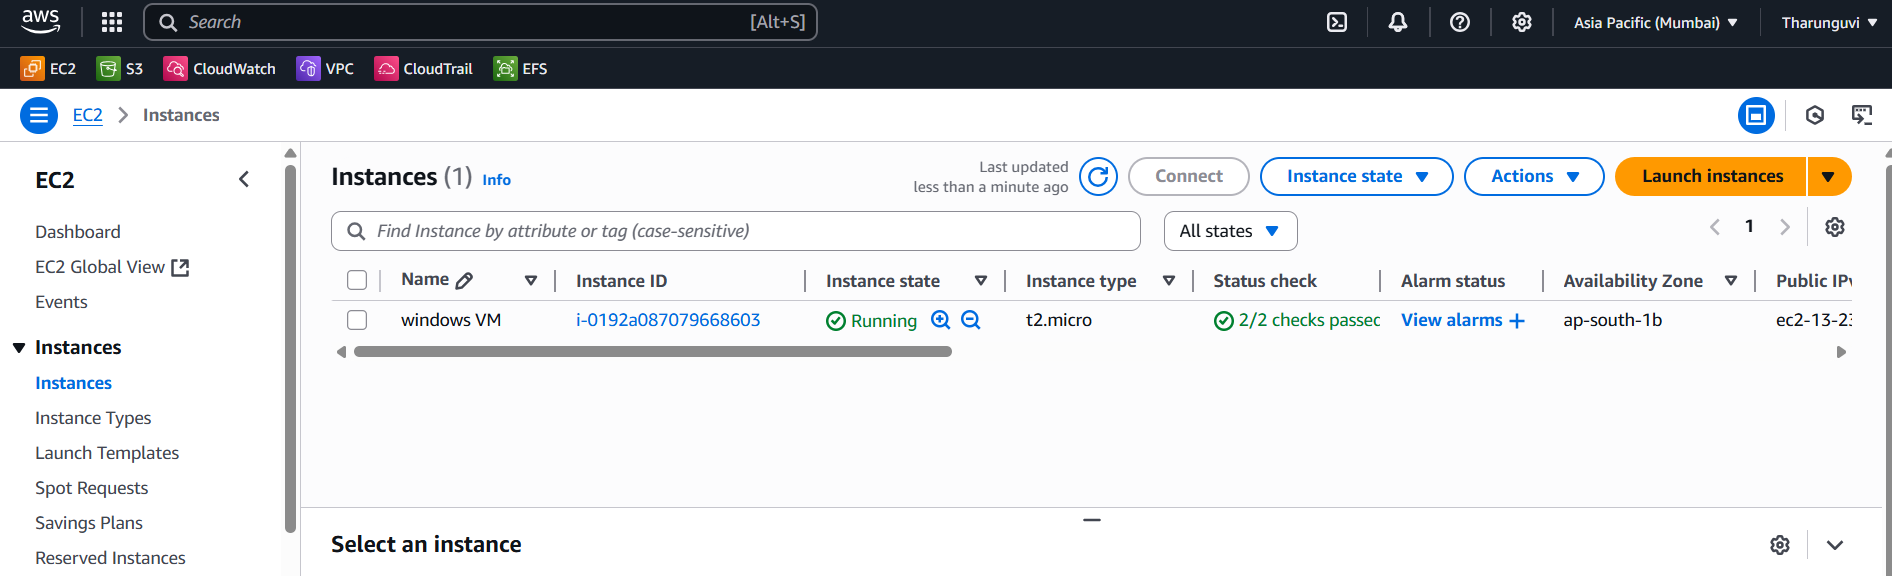 aws Search [Alt+S] Asia Pacific (Mumbai) Tharunguvi
EC2 S3 CloudWatch VPC CloudTrail EFS
EC2 Instances
EC2
Dashboard
EC2 Global View
Events
Instances
Instances
Instance Types
Launch Templates
Spot Requests
Savings Plans
Reserved Instances
Instances (1) Info
Last updated
less than a minute ago
Connect Instance state Actions Launch instances
Find Instance by attribute or tag (case-sensitive) All states 1
Name Instance ID Instance state Instance type Status check Alarm status Availability Zone Public IPv
windows VM i-0192a087079668603 Running t2.micro 2/2 checks passed View alarms + ap-south-1b ec2-13-23
Select an instance